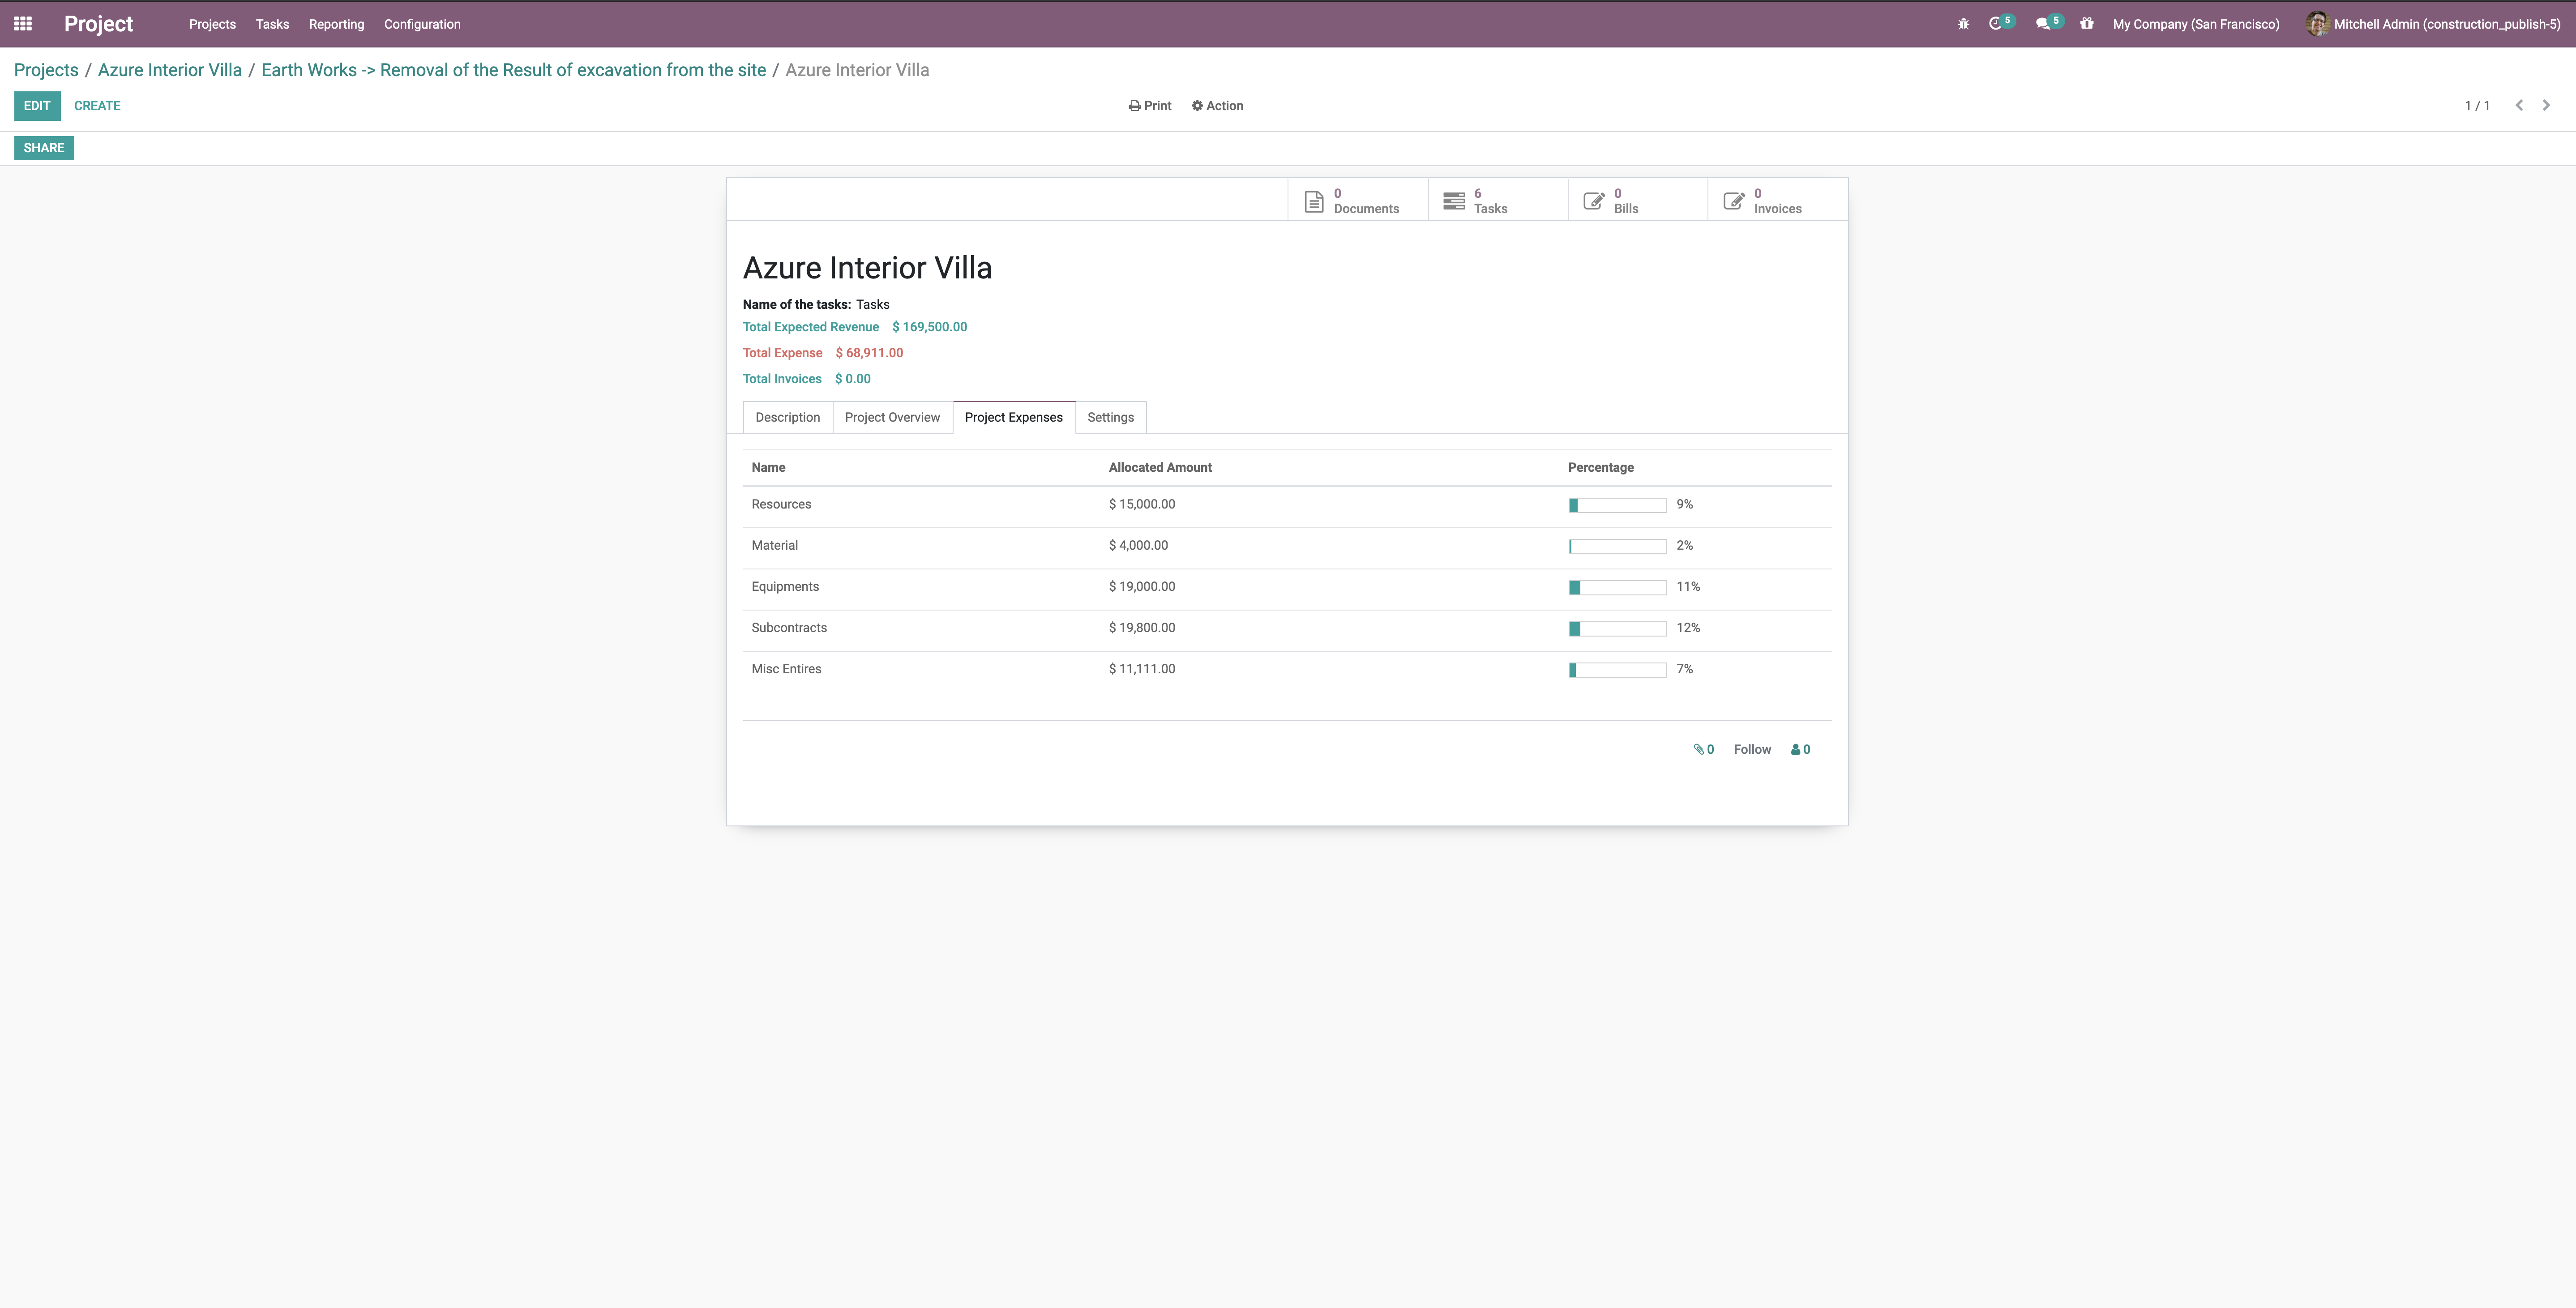 Project Projects Tasks Reporting Configuration 5 5 My Company (San Francisco) Mitchell Admin (construction_publish-5)
Projects / Azure Interior Villa / Earth Works -> Removal of the Result of excavation from the site / Azure Interior Villa
EDIT CREATE Print Action 1 / 1
SHARE
0 Documents 6 Tasks 0 Bills 0 Invoices
Azure Interior Villa
Name of the tasks: Tasks
Total Expected Revenue $ 169,500.00
Total Expense $ 68,911.00
Total Invoices $ 0.00
Description Project Overview Project Expenses Settings
Name Allocated Amount Percentage
Resources $ 15,000.00 9%
Material $ 4,000.00 2%
Equipments $ 19,000.00 11%
Subcontracts $ 19,800.00 12%
Misc Entires $ 11,111.00 7%
0 Follow 0